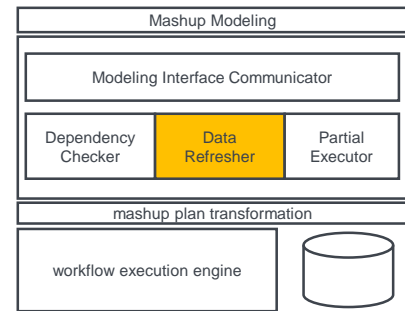 Mashup Modeling
Modeling Interface Communicator
Dependency
Checker
Data
Refresher
Partial
Executor
mashup plan transformation
workflow execution engine